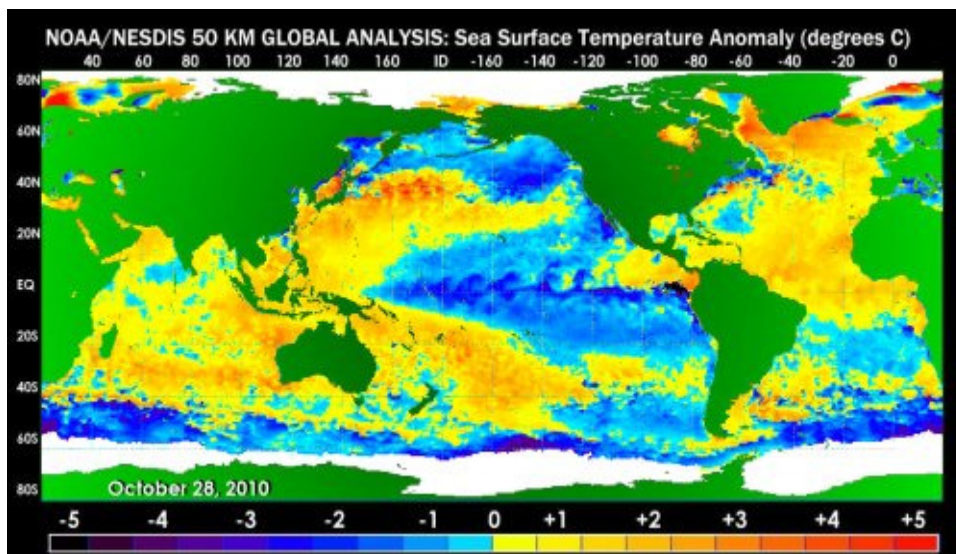 NOAA/NESDIS 50 KM GLOBAL ANALYSIS: Sea Surface Temperature Anomaly (degrees C)
40 60 80 100 120 140 160 ID -160 -140 -120 -100 -80 -60 -40 -20 0
80N
60N
40N
20N
EQ
20S
40S
60S
80S
October 28, 2010
-5 -4 -3 -2 -1 0 +1 +2 +3 +4 +5